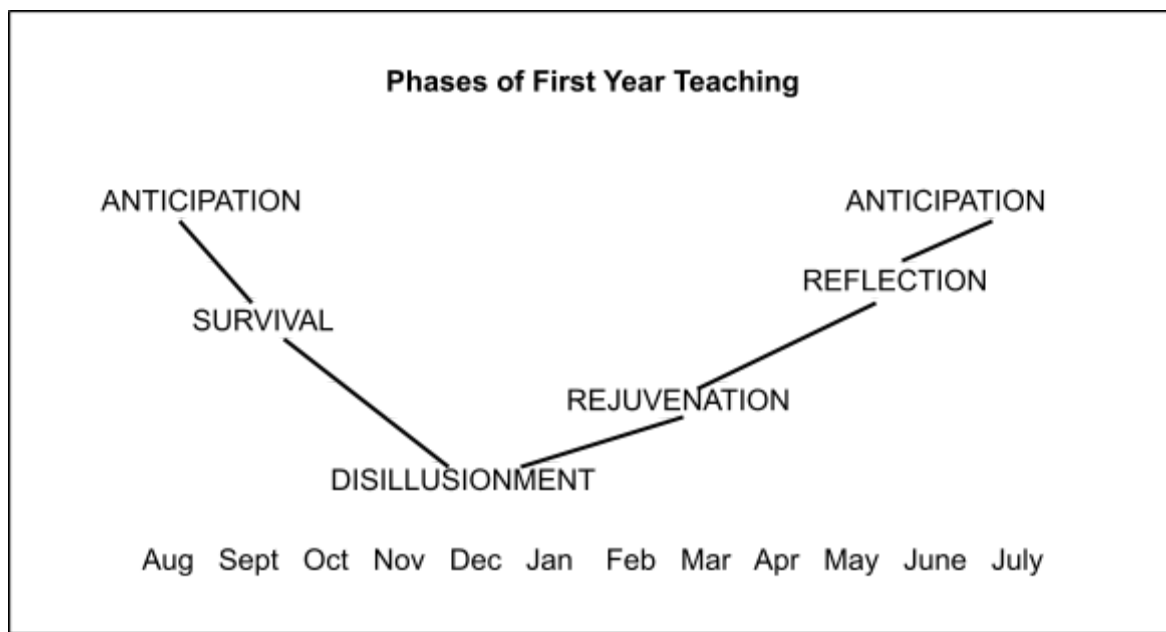 Phases of First Year Teaching
ANTICIPATION ANTICIPATION
REFLECTION
SURVIVAL
REJUVENATION
DISILLUSIONMENT
Aug Sept Oct Nov Dec Jan Feb Mar Apr May June July